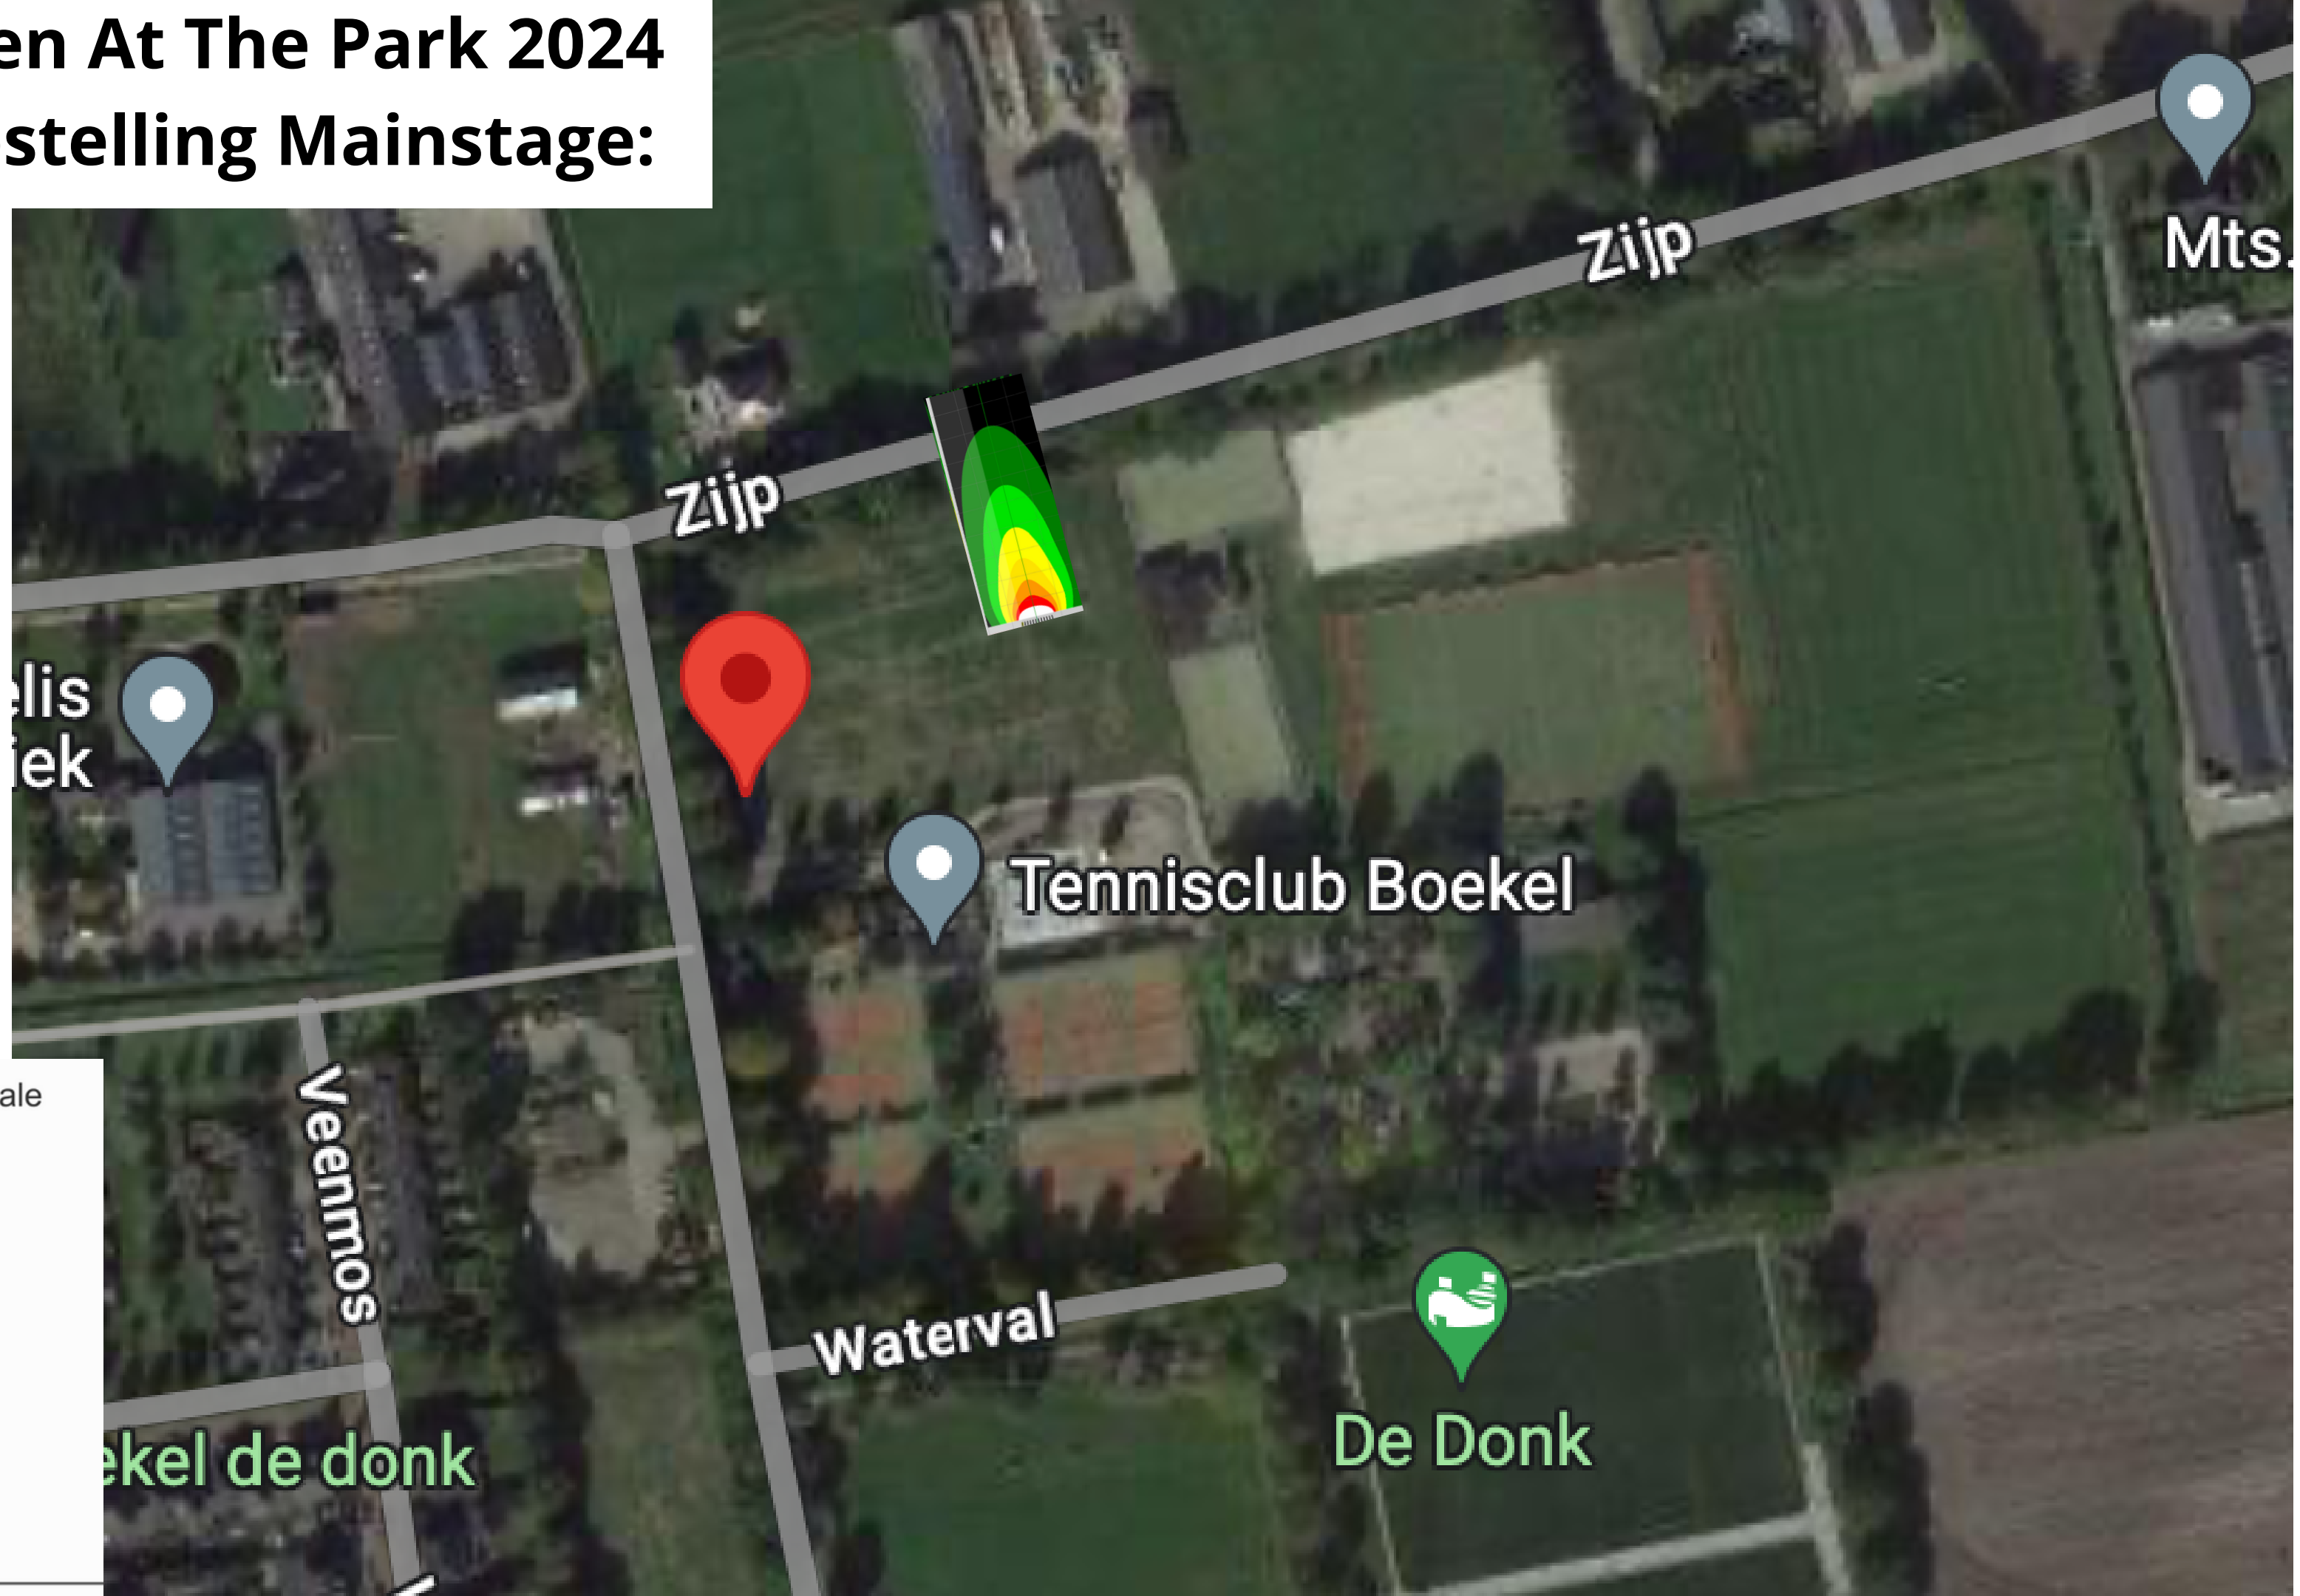 en At The Park 2024
stelling Mainstage:
Zijp
Mts.
Zijp
elis
iek
Tennisclub Boekel
ale
Veenmos
Waterval
De Donk
ekel de donk